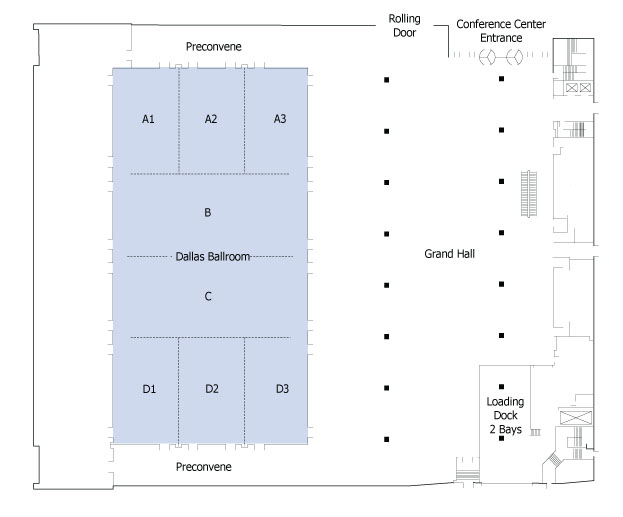 Rolling
Door
Conference Center
Entrance
Preconvene
A1
A2
A3
B
Dallas Ballroom
Grand Hall
C
D1
D2
D3
Loading
Dock
2 Bays
Preconvene